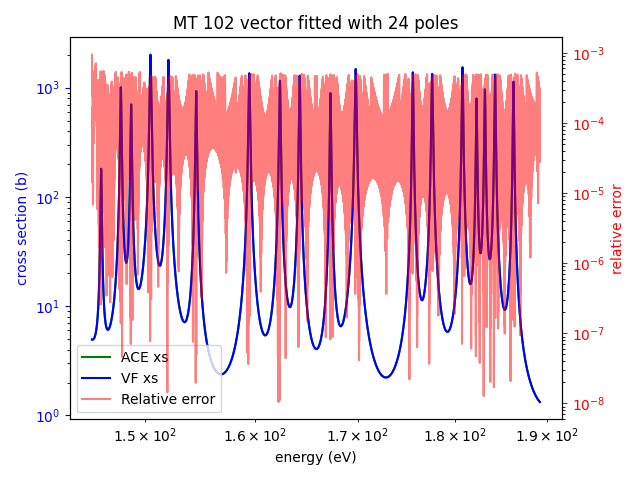 MT 102 vector fitted with 24 poles
cross section (b)
10³
10²
10¹
10⁰
10⁻³
10⁻⁴
10⁻⁵
10⁻⁶
10⁻⁷
10⁻⁸
relative error
ACE xs
VF xs
Relative error
1.5 × 10² 1.6 × 10² 1.7 × 10² 1.8 × 10² 1.9 × 10²
energy (eV)